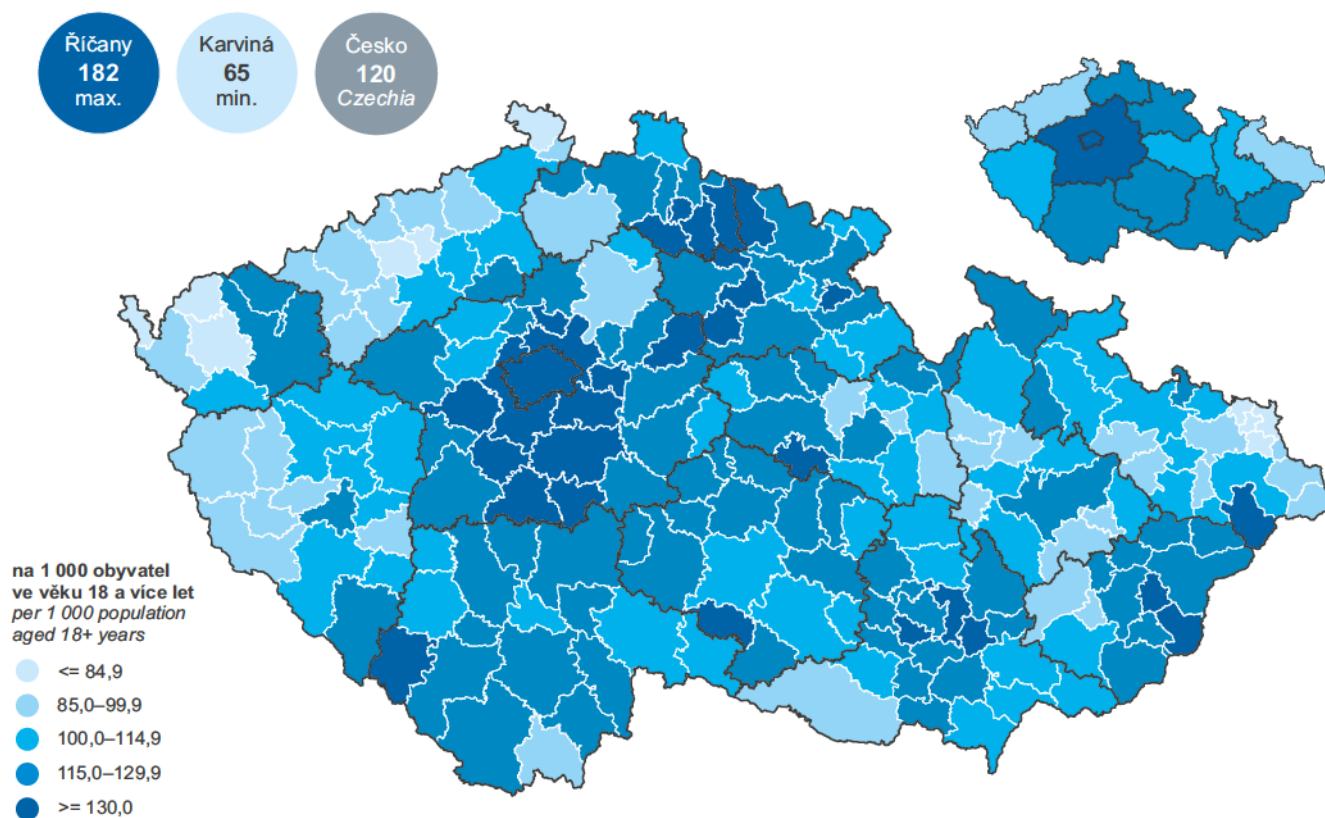 Říčany
182
max.
Karviná
65
min.
Česko
120
Czechia
na 1 000 obyvatel
ve věku 18 a více let
per 1 000 population
aged 18+ years
<= 84,9
85,0–99,9
100,0–114,9
115,0–129,9
>= 130,0